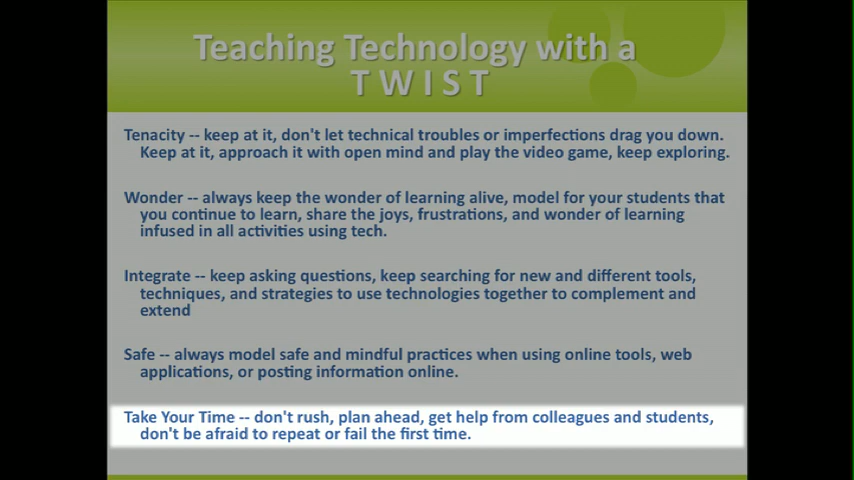 Teaching Technology with a
T W I S T
Tenacity -- keep at it, don't let technical troubles or imperfections drag you down.
Keep at it, approach it with open mind and play the video game, keep exploring.
Wonder -- always keep the wonder of learning alive, model for your students that
you continue to learn, share the joys, frustrations, and wonder of learning
infused in all activities using tech.
Integrate -- keep asking questions, keep searching for new and different tools,
techniques, and strategies to use technologies together to complement and
extend
Safe -- always model safe and mindful practices when using online tools, web
applications, or posting information online.
Take Your Time -- don't rush, plan ahead, get help from colleagues and students,
don't be afraid to repeat or fail the first time.